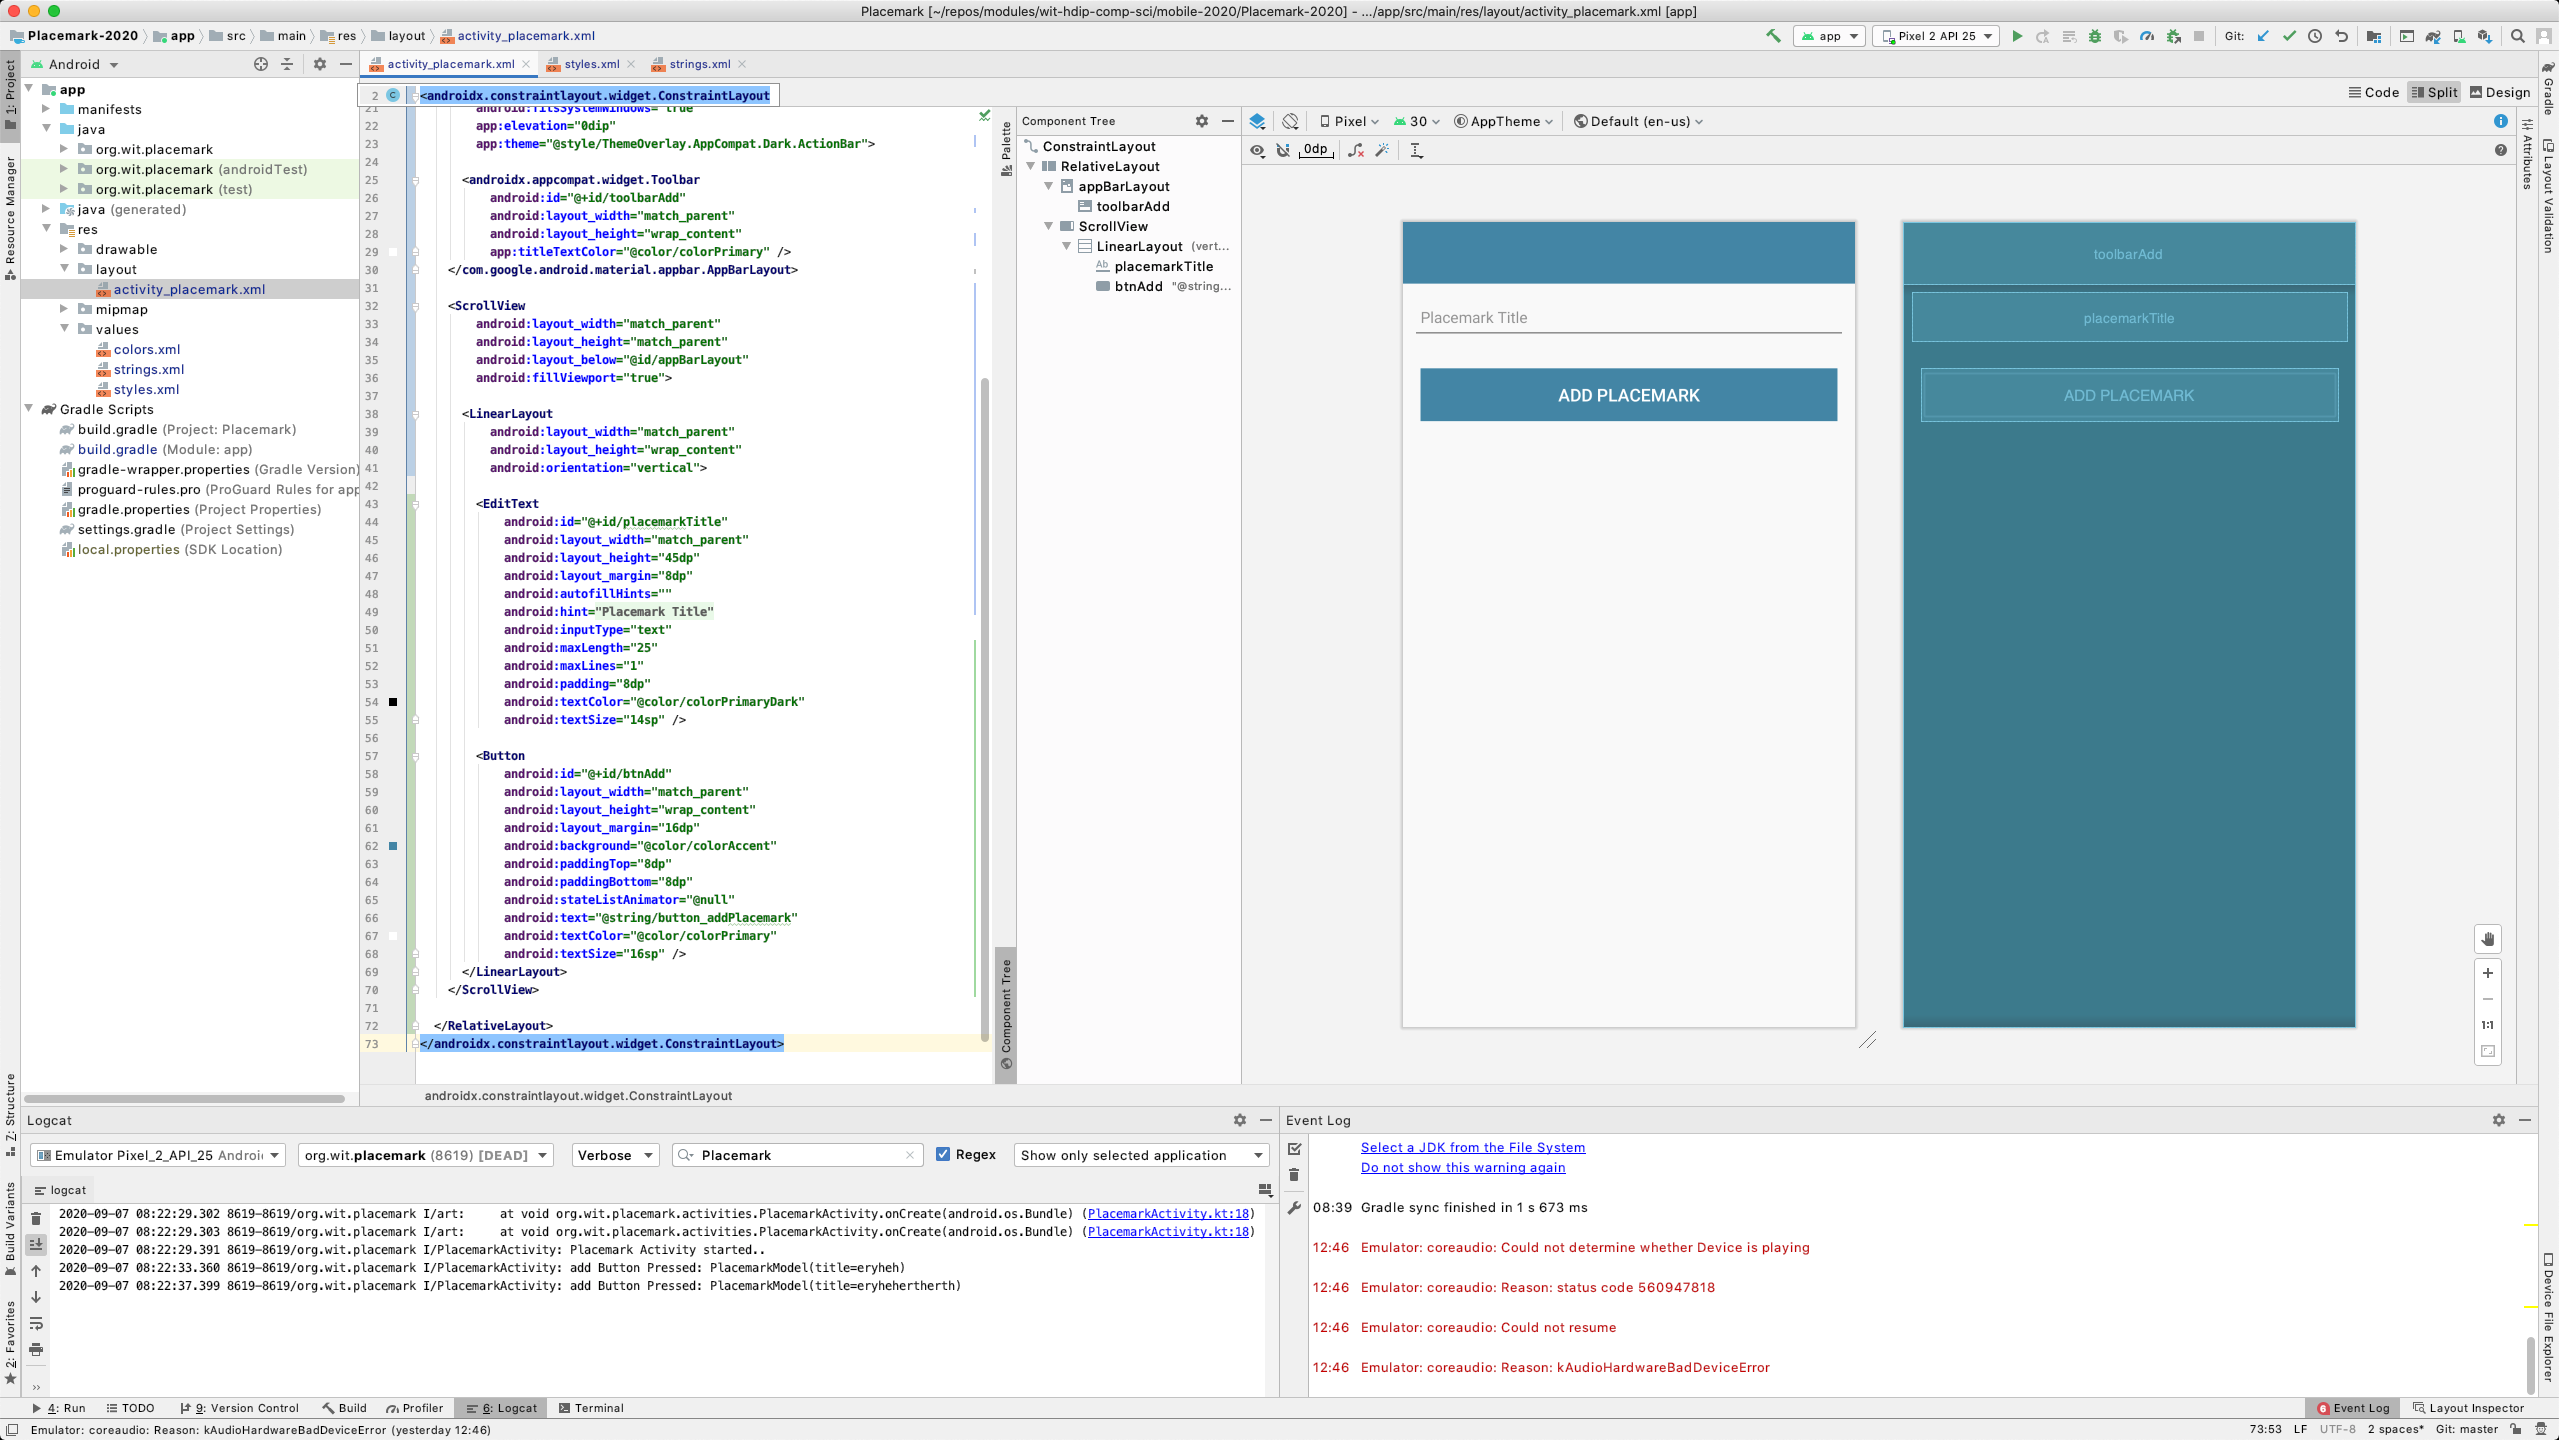 Placemark [~/repos/modules/wit-hdip-comp-sci/mobile-2020/Placemark-2020] - .../app/src/main/res/layout/activity_placemark.xml [app]
Placemark-2020 app src main res layout activity_placemark.xml
app Pixel 2 API 25 Git:
1: Project
Resource Manager
Z: Structure
Build Variants
2: Favorites
Android
app
manifests
java
org.wit.placemark
org.wit.placemark (androidTest)
org.wit.placemark (test)
java (generated)
res
drawable
layout
activity_placemark.xml
mipmap
values
colors.xml
strings.xml
styles.xml
Gradle Scripts
build.gradle (Project: Placemark)
build.gradle (Module: app)
gradle-wrapper.properties (Gradle Version)
proguard-rules.pro (ProGuard Rules for app
gradle.properties (Project Properties)
settings.gradle (Project Settings)
local.properties (SDK Location)
activity_placemark.xml styles.xml strings.xml
Code Split Design
2 <androidx.constraintlayout.widget.ConstraintLayout
21 android:fitsSystemWindows="true"
22 app:elevation="0dip"
23 app:theme="@style/ThemeOverlay.AppCompat.Dark.ActionBar">
24
25 <androidx.appcompat.widget.Toolbar
26 android:id="@+id/toolbarAdd"
27 android:layout_width="match_parent"
28 android:layout_height="wrap_content"
29 app:titleTextColor="@color/colorPrimary" />
30 </com.google.android.material.appbar.AppBarLayout>
31
32 <ScrollView
33 android:layout_width="match_parent"
34 android:layout_height="match_parent"
35 android:layout_below="@id/appBarLayout"
36 android:fillViewport="true">
37
38 <LinearLayout
39 android:layout_width="match_parent"
40 android:layout_height="wrap_content"
41 android:orientation="vertical">
42
43 <EditText
44 android:id="@+id/placemarkTitle"
45 android:layout_width="match_parent"
46 android:layout_height="45dp"
47 android:layout_margin="8dp"
48 android:autofillHints=""
49 android:hint="Placemark Title"
50 android:inputType="text"
51 android:maxLength="25"
52 android:maxLines="1"
53 android:padding="8dp"
54 android:textColor="@color/colorPrimaryDark"
55 android:textSize="14sp" />
56
57 <Button
58 android:id="@+id/btnAdd"
59 android:layout_width="match_parent"
60 android:layout_height="wrap_content"
61 android:layout_margin="16dp"
62 android:background="@color/colorAccent"
63 android:paddingTop="8dp"
64 android:paddingBottom="8dp"
65 android:stateListAnimator="@null"
66 android:text="@string/button_addPlacemark"
67 android:textColor="@color/colorPrimary"
68 android:textSize="16sp" />
69 </LinearLayout>
70 </ScrollView>
71
72 </RelativeLayout>
73 </androidx.constraintlayout.widget.ConstraintLayout>
androidx.constraintlayout.widget.ConstraintLayout
Palette
Component Tree
Component Tree
ConstraintLayout
RelativeLayout
appBarLayout
toolbarAdd
ScrollView
LinearLayout (vert...
Ab placemarkTitle
btnAdd "@string...
Pixel 30 AppTheme Default (en-us)
0dp
Placemark Title
ADD PLACEMARK
toolbarAdd
placemarkTitle
ADD PLACEMARK
1:1
Gradle
Layout Validation
Attributes
Device File Explorer
Logcat
Emulator Pixel_2_API_25 Androi org.wit.placemark (8619) [DEAD] Verbose Placemark Regex Show only selected application
logcat
2020-09-07 08:22:29.302 8619-8619/org.wit.placemark I/art: at void org.wit.placemark.activities.PlacemarkActivity.onCreate(android.os.Bundle) (PlacemarkActivity.kt:18)
2020-09-07 08:22:29.303 8619-8619/org.wit.placemark I/art: at void org.wit.placemark.activities.PlacemarkActivity.onCreate(android.os.Bundle) (PlacemarkActivity.kt:18)
2020-09-07 08:22:29.391 8619-8619/org.wit.placemark I/PlacemarkActivity: Placemark Activity started..
2020-09-07 08:22:33.360 8619-8619/org.wit.placemark I/PlacemarkActivity: add Button Pressed: PlacemarkModel(title=eryheh)
2020-09-07 08:22:37.399 8619-8619/org.wit.placemark I/PlacemarkActivity: add Button Pressed: PlacemarkModel(title=eryhehertherth)
Event Log
Select a JDK from the File System
Do not show this warning again
08:39 Gradle sync finished in 1 s 673 ms
12:46 Emulator: coreaudio: Could not determine whether Device is playing
12:46 Emulator: coreaudio: Reason: status code 560947818
12:46 Emulator: coreaudio: Could not resume
12:46 Emulator: coreaudio: Reason: kAudioHardwareBadDeviceError
4: Run TODO 9: Version Control Build Profiler 6: Logcat Terminal
6 Event Log Layout Inspector
Emulator: coreaudio: Reason: kAudioHardwareBadDeviceError (yesterday 12:46)
73:53 LF UTF-8 2 spaces* Git: master